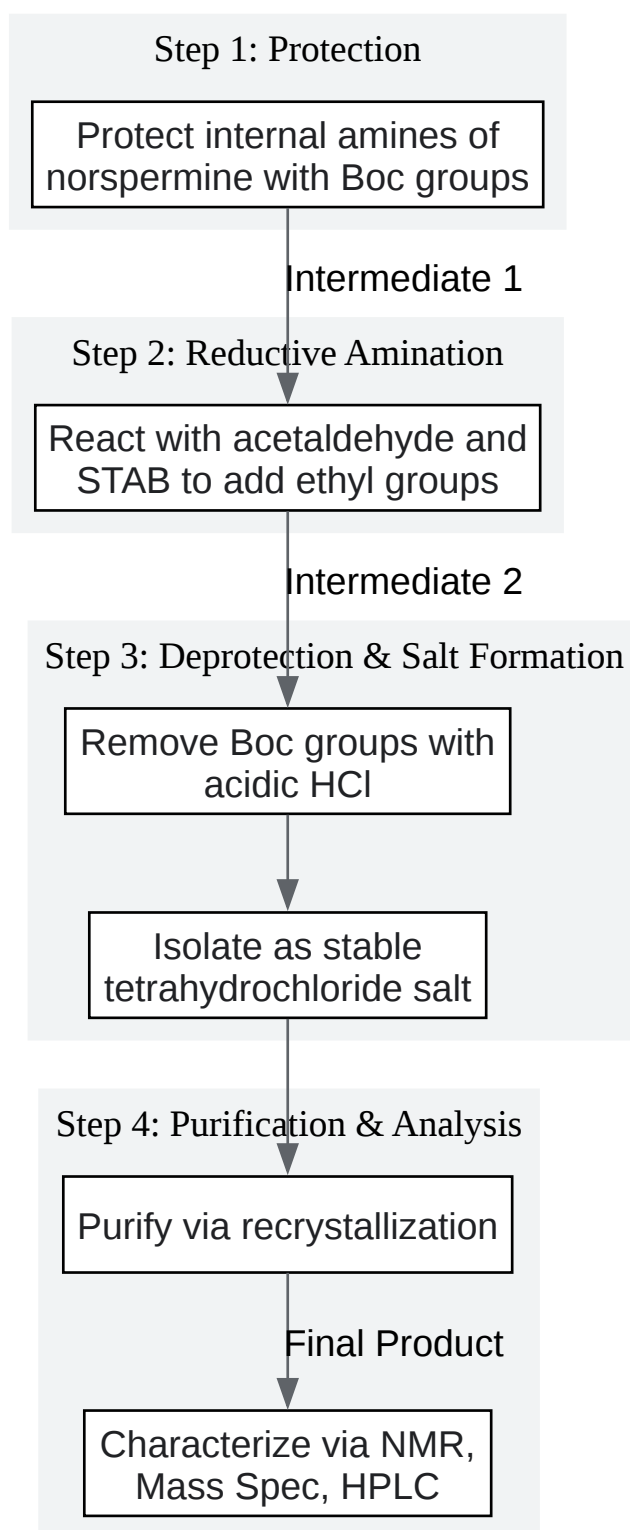 Step 1: Protection
Protect internal amines of
norspermine with Boc groups
Intermediate 1
Step 2: Reductive Amination
React with acetaldehyde and
STAB to add ethyl groups
Intermediate 2
Step 3: Deprotection & Salt Formation
Remove Boc groups with
acidic HCl
Isolate as stable
tetrahydrochloride salt
Step 4: Purification & Analysis
Purify via recrystallization
Final Product
Characterize via NMR,
Mass Spec, HPLC